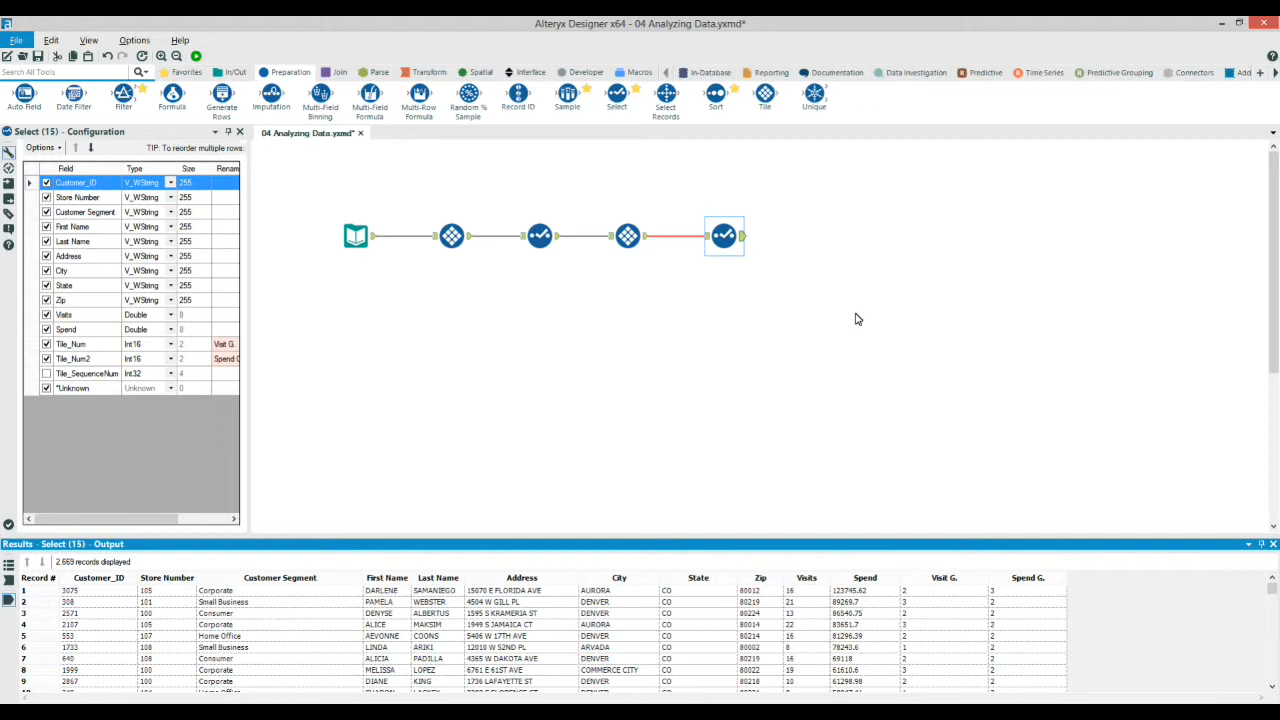 Alteryx Designer x64 - 04 Analyzing Data.yxmd*
File Edit View Options Help
Search All Tools Favorites In/Out Preparation Join Parse Transform Spatial Interface Developer Macros In-Database Reporting Documentation Data Investigation Predictive Time Series Predictive Grouping Connectors Add
Auto Field Date Filter Filter Formula Generate Rows Imputation Multi-Field Binning Multi-Field Formula Multi-Row Formula Random % Sample Record ID Sample Select Select Records Sort Tile Unique
Select (15) - Configuration
04 Analyzing Data.yxmd*
Options TIP: To reorder multiple rows:
Field Type Size Renam
Customer_ID V_WString 255
Store Number V_WString 255
Customer Segment V_WString 255
First Name V_WString 255
Last Name V_WString 255
Address V_WString 255
City V_WString 255
State V_WString 255
Zip V_WString 255
Visits Double 8
Spend Double 8
Tile_Num Int16 2 Visit G.
Tile_Num2 Int16 2 Spend G
Tile_SequenceNum Int32 4
*Unknown Unknown 0
Results - Select (15) - Output
2,669 records displayed
Record # Customer_ID Store Number Customer Segment First Name Last Name Address City State Zip Visits Spend Visit G. Spend G.
1 3075 105 Corporate DARLENE SAMANIEGO 15070 E FLORIDA AVE AURORA CO 80012 16 123745.62 2 3
2 308 101 Small Business PAMELA WEBSTER 4504 W GILL PL DENVER CO 80219 21 89269.7 3 2
3 2571 100 Consumer DENYSE ALBERTUS 1595 S KRAMERIA ST DENVER CO 80224 13 86540.75 2 2
4 2107 105 Corporate ALICE MAKSIM 1949 S JAMAICA CT AURORA CO 80014 22 83651.7 3 2
5 553 107 Home Office AEVONNE COONS 5406 W 17TH AVE DENVER CO 80214 16 81296.39 2 2
6 1733 108 Small Business LINDA ARIKI 12010 W 52ND PL ARVADA CO 80002 8 78243.6 1 2
7 640 108 Consumer ALICIA PADILLA 4365 W DAKOTA AVE DENVER CO 80219 16 69118 2 2
8 1999 100 Corporate MELISSA LOPEZ 6761 E 61ST AVE COMMERCE CITY CO 80022 19 61610.6 3 2
9 2867 100 Corporate DIANE KING 1736 LAFAYETTE ST DENVER CO 80218 10 61298.98 2 2